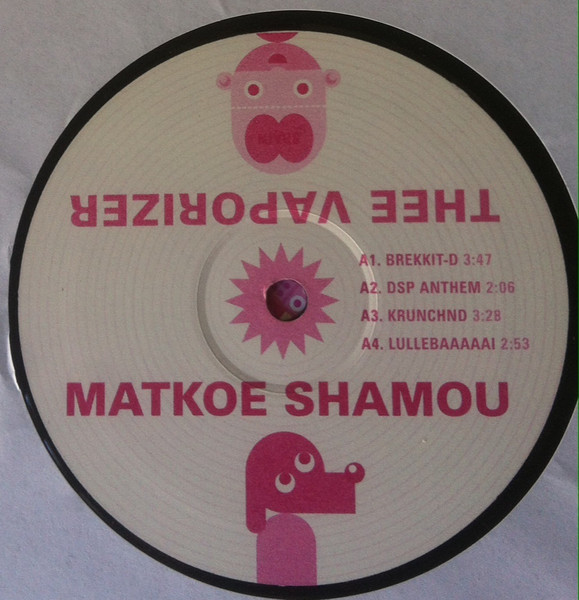 THEE VAPORIZER
A1. BREKKIT-D 3:47
A2. DSP ANTHEM 2:06
A3. KRUNCHND 3:28
A4. LULLEBAAAAAI 2:53
MATKOE SHAMOU